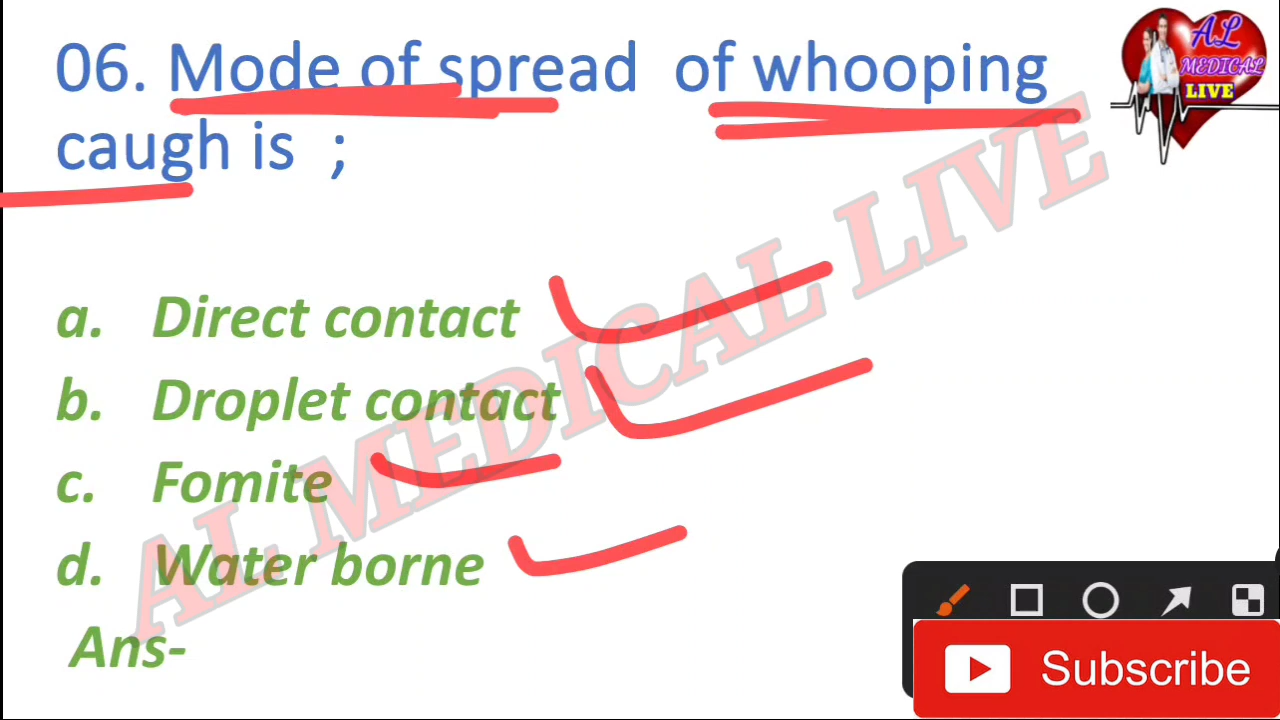 06. Mode of spread of whooping
caugh is ;
AL
MEDICAL
LIVE
a. Direct contact
b. Droplet contact
c. Fomite
d. Water borne
Ans-
AL MEDICAL LIVE
Subscribe